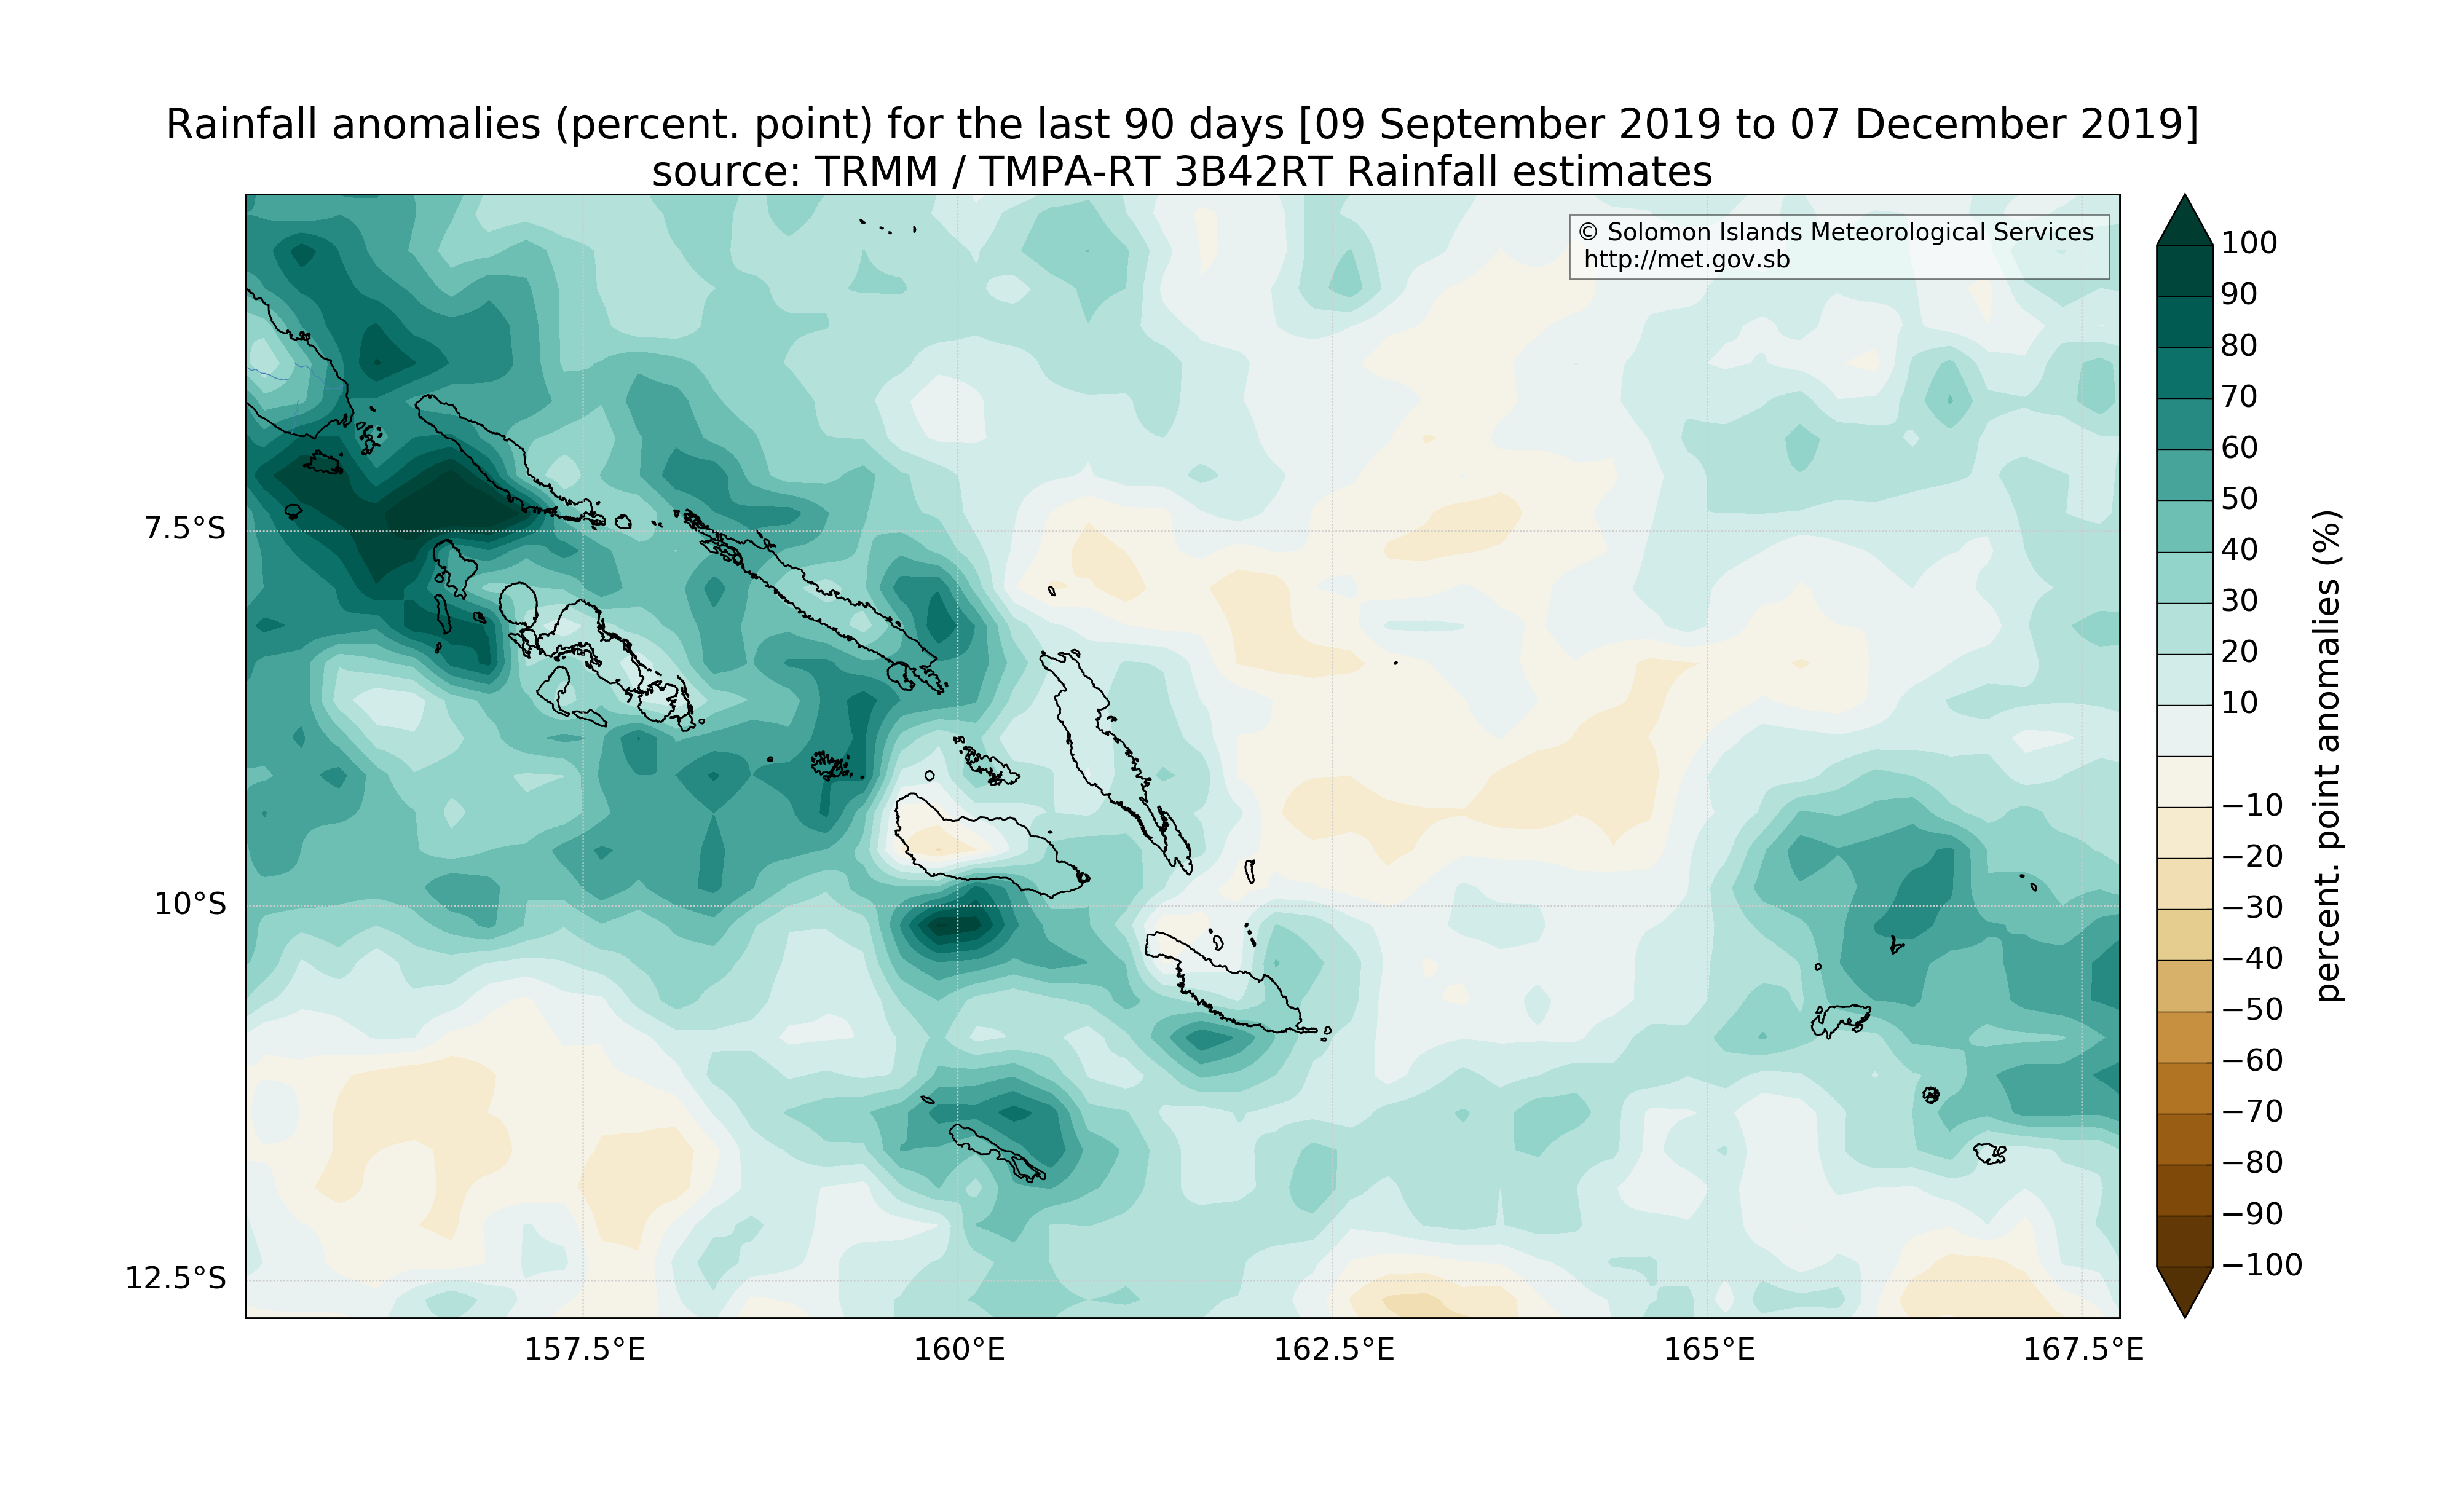 Rainfall anomalies (percent. point) for the last 90 days [09 September 2019 to 07 December 2019]
source: TRMM / TMPA-RT 3B42RT Rainfall estimates
© Solomon Islands Meteorological Services
http://met.gov.sb
7.5°S
10°S
12.5°S
157.5°E
160°E
162.5°E
165°E
167.5°E
100
90
80
70
60
50
40
30
20
10
−10
−20
−30
−40
−50
−60
−70
−80
−90
−100
percent. point anomalies (%)